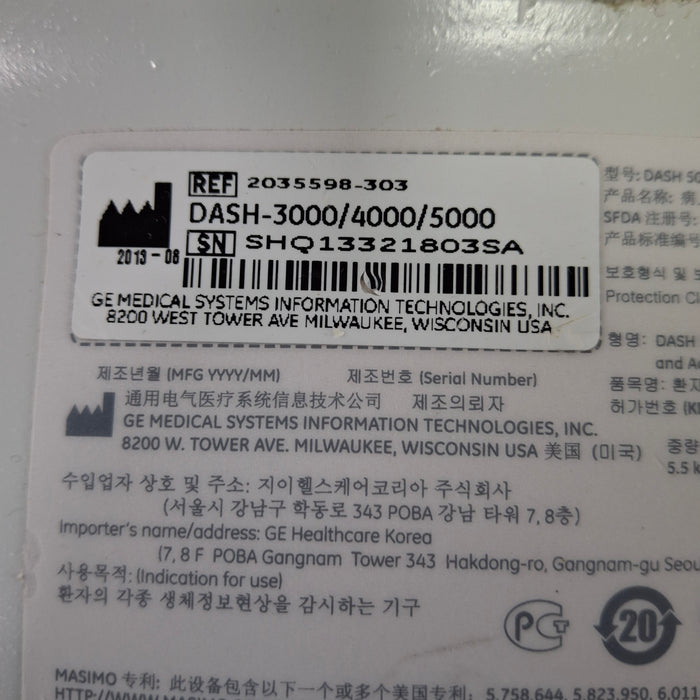 REF 2035598-303
DASH-3000/4000/5000
SN SHQ13321803SA
2013-08
GE MEDICAL SYSTEMS INFORMATION TECHNOLOGIES, INC.
8200 WEST TOWER AVE MILWAUKEE, WISCONSIN USA
型号: DASH 50
产品名称: 病
SFDA 注册号:
产品标准编号
보호형식 및 보
Protection Cl
형명: DASH
and Ad
품목명: 환자
허가번호 (KI
중량
5.5 k
제조년월 (MFG YYYY/MM) 제조번호 (Serial Number)
通用电气医疗系统信息技术公司 제조의뢰자
GE MEDICAL SYSTEMS INFORMATION TECHNOLOGIES, INC.
8200 W. TOWER AVE. MILWAUKEE, WISCONSIN USA 美国 (미국)
수입업자 상호 및 주소: 지이헬스케어코리아 주식회사
(서울시 강남구 학동로 343 POBA 강남 타워 7, 8층)
Importer's name/address: GE Healthcare Korea
(7, 8 F POBA Gangnam Tower 343 Hakdong-ro, Gangnam-gu Seou
사용목적: (Indication for use)
환자의 각종 생체정보현상을 감시하는 기구
20
MASIMO 专利: 此设备包含以下一个或多个美国专利: 5,758,644, 5,823,950, 6,011,